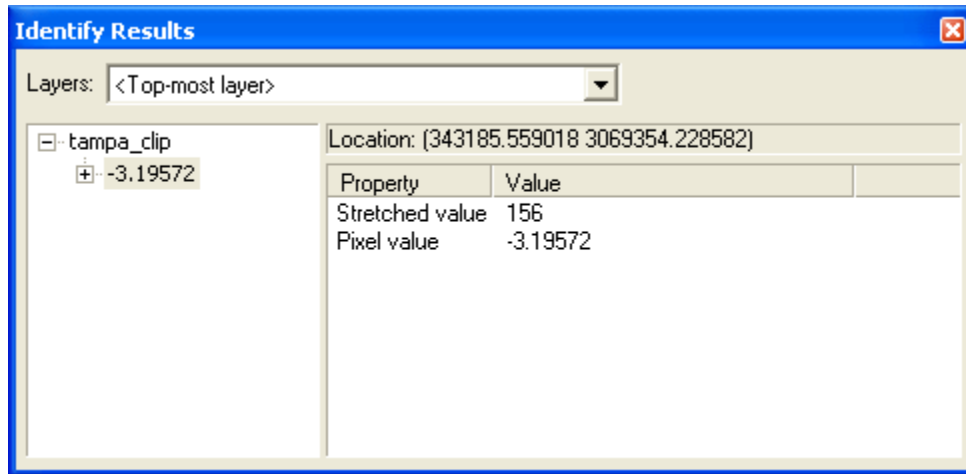 Identify Results
Layers: <Top-most layer>
tampa_clip
-3.19572
Location: (343185.559018 3069354.228582)
Property Value
Stretched value 156
Pixel value -3.19572